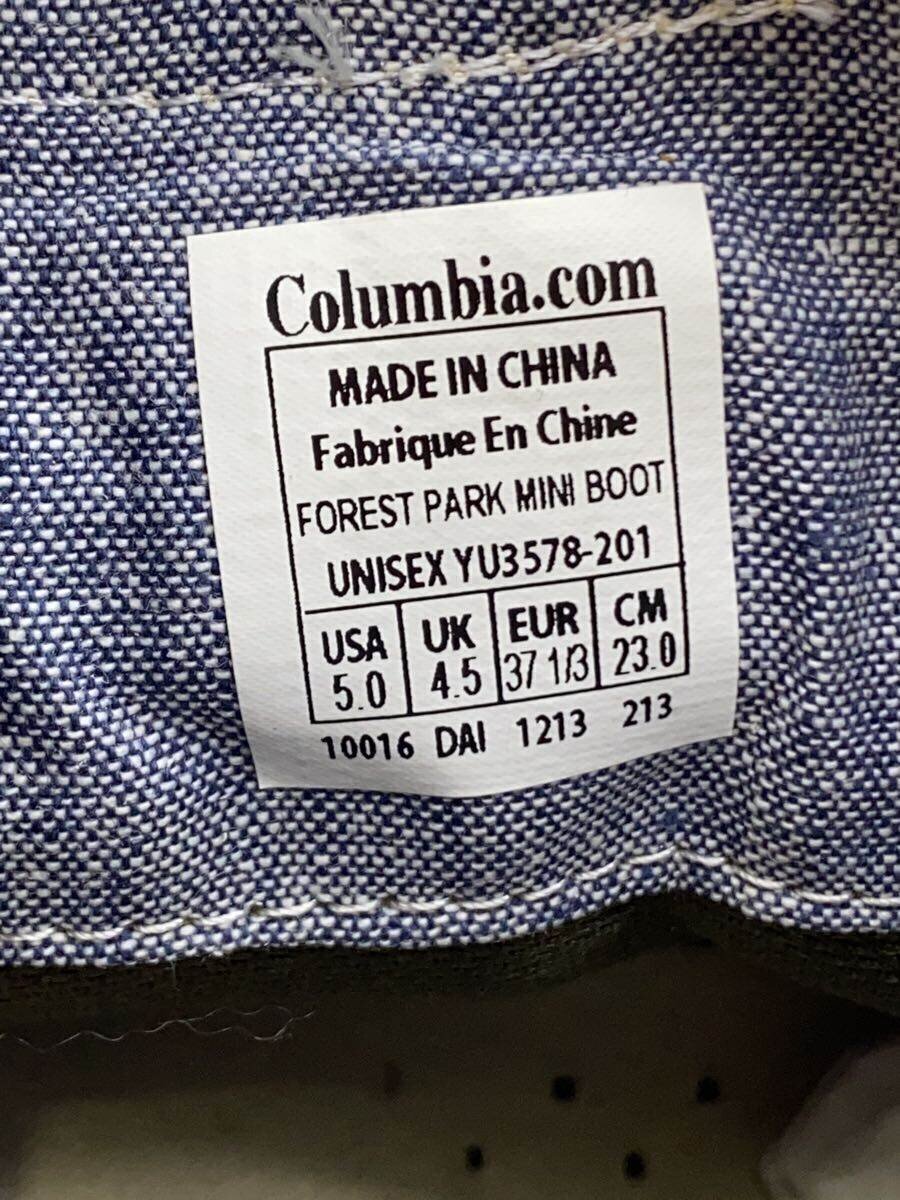 Columbia.com
MADE IN CHINA
Fabrique En Chine
FOREST PARK MINI BOOT
UNISEX YU3578-201
USA UK EUR CM
5.0 4.5 37 1/3 23.0
10016 DAI 1213 213